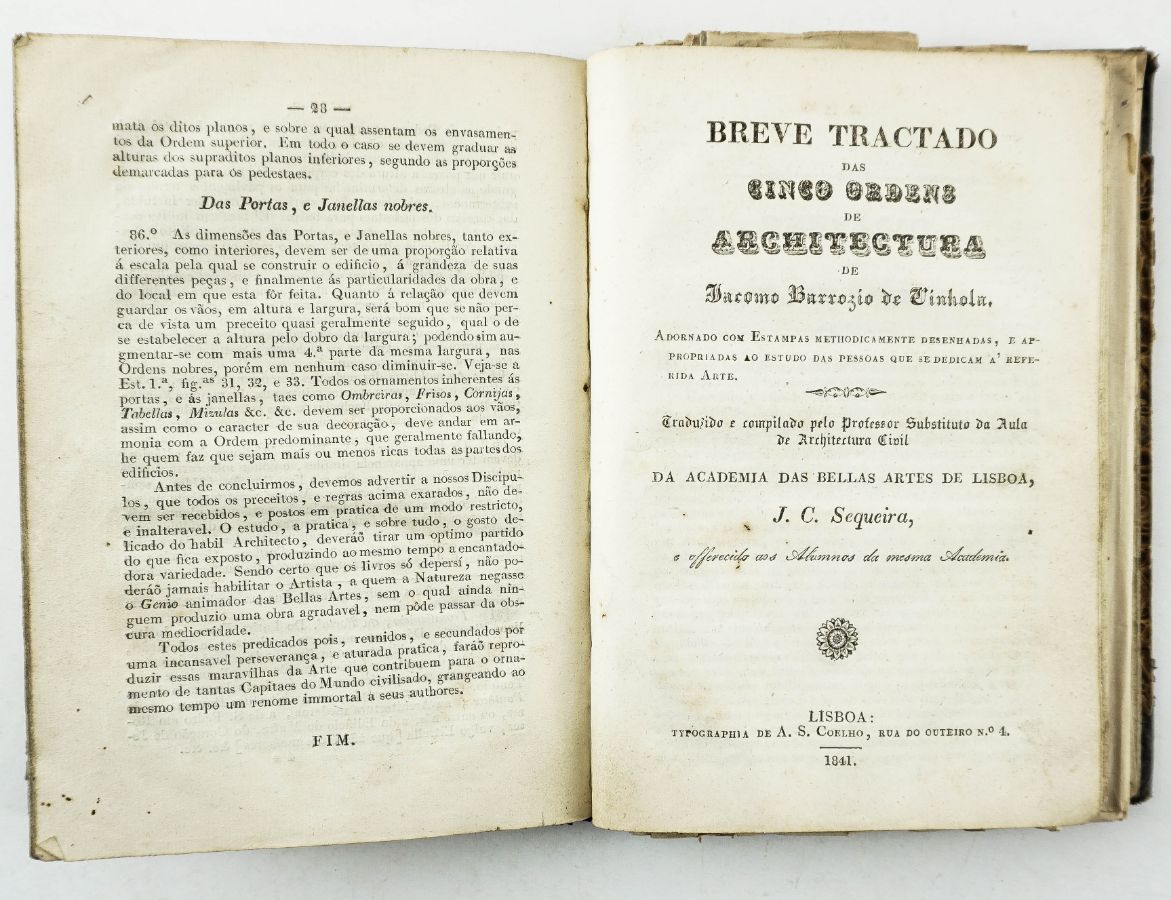 — 28 —
mata os ditos planos, e sobre a qual assentam os envasamen-
tos da Ordem superior. Em todo o caso se devem graduar as
alturas dos supraditos planos inferiores, segundo as proporções
demarcadas para os pedestaes.
Das Portas, e Janellas nobres.
86.º As dimensões das Portas, e Janellas nobres, tanto ex-
teriores, como interiores, devem ser de uma proporção relativa
á escala pela qual se construir o edificio, á grandeza de suas
differentes peças, e finalmente ás particularidades da obra, e
do local em que esta fôr feita. Quanto á relação que devem
guardar os vãos, em altura e largura, será bom que se não per-
ca de vista um preceito quasi geralmente seguido, qual o de
se estabelecer a altura pelo dobro da largura; podendo sim au-
gmentar-se com mais uma 4.ª parte da mesma largura, nas
Ordens nobres, porém em nenhum caso diminuir-se. Veja-se a
Est. 1.ª, fig.as 31, 32, e 33. Todos os ornamentos inherentes ás
portas, e ás janellas, taes como Ombreiras, Frisos, Cornijas,
Tabellas, Mizulas &c. &c. devem ser proporcionados aos vãos,
assim como o caracter de sua decoração, deve andar em ar-
monia com a Ordem predominante, que geralmente fallando,
he quem faz que sejam mais ou menos ricas todas as partes dos
edificios.
Antes de concluirmos, devemos advertir a nossos Discipu-
los, que todos os preceitos, e regras acima exarados, não de-
vem ser recebidos, e postos em pratica de um modo restricto,
e inalteravel. O estudo, a pratica, e sobre tudo, o gosto de-
licado do habil Architecto, deverãõ tirar um optimo partido
do que fica exposto, produzindo ao mesmo tempo a encantado-
dora variedade. Sendo certo que os livros só depersí, não po-
deráõ jamais habilitar o Artista, a quem a Natureza negasse
o Genio animador das Bellas Artes, sem o qual ainda nin-
guem produzio uma obra agradavel, nem pôde passar da obs-
cura mediocridade.
Todos estes predicados pois, reunidos, e secundados por
uma incansavel perseverança, e aturada pratica, faráõ repro-
duzir essas maravilhas da Arte que contribuem para o orna-
mento de tantas Capitaes do Mundo civilisado, grangeando ao
mesmo tempo um renome immortal a seus authores.
FIM.
BREVE TRACTADO
DAS
CINCO ORDENS
DE
ARCHITECTURA
DE
Jacomo Barrozio de Vinhola,
Adornado com Estampas methodicamente desenhadas, e ap-
propriadas ao estudo das pessoas que se dedicam a' refe-
rida Arte.
Traduzido e compilado pelo Professor Substituto da Aula
de Architectura Civil
DA ACADEMIA DAS BELLAS ARTES DE LISBOA,
J. C. Sequeira,
e offerecido aos Alumnos da mesma Academia.
LISBOA:
Typographia de A. S. Coelho, rua do Outeiro N.º 4.
1841.